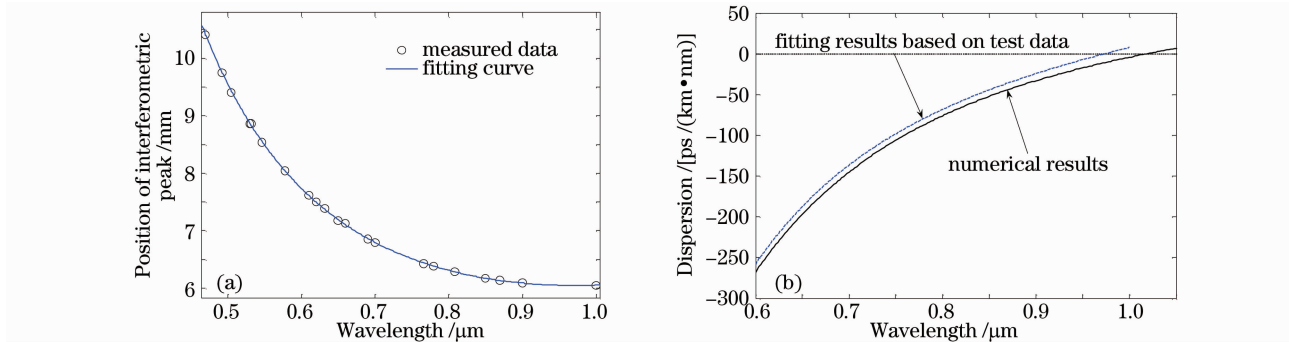 Position of interferometric
peak /mm
10
9
8
7
6
measured data
fitting curve
(a)
0.5 0.6 0.7 0.8 0.9 1.0
Wavelength /μm
Dispersion /[ps /(km•nm)]
50
0
−50
−100
−150
−200
−250
−300
fitting results based on test data
numerical results
(b)
0.6 0.7 0.8 0.9 1.0
Wavelength /μm